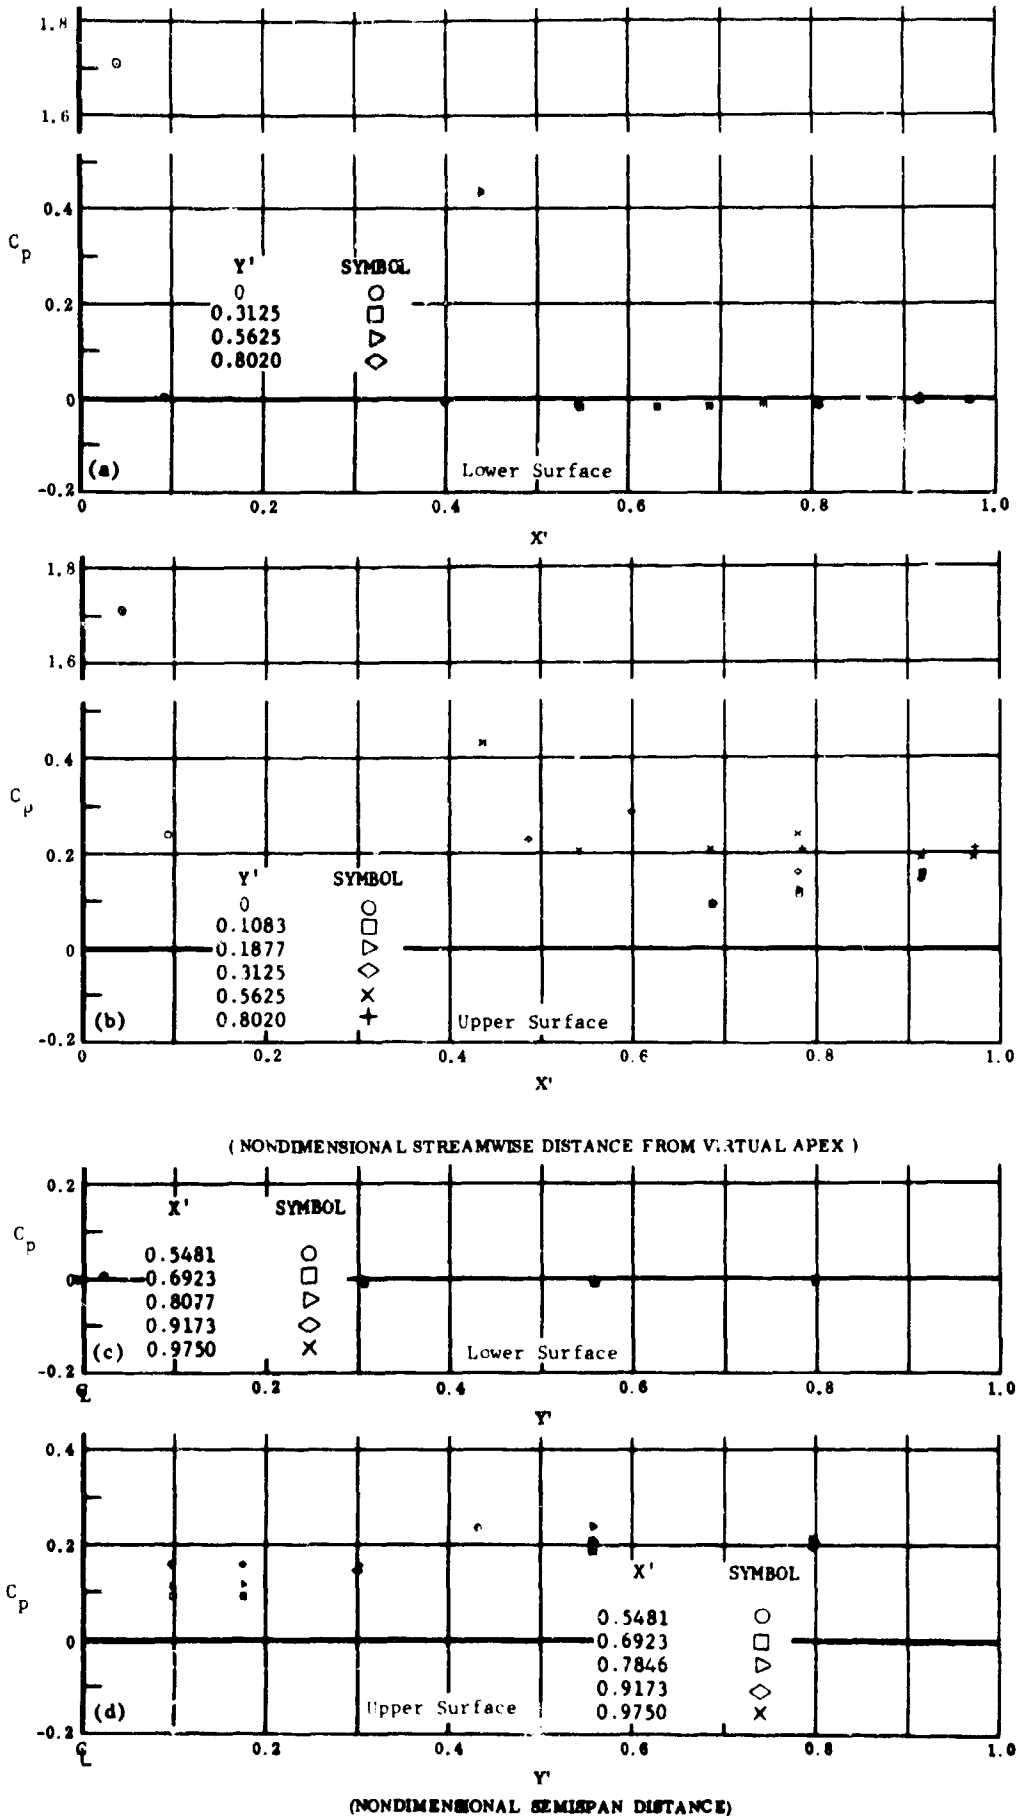 1.8
1.6
0.4
C_p
Y' SYMBOL
0 ○
0.2
0.3125 □
0.5625 ▷
0.8020 ◇
0
(a) Lower Surface
-0.2
0 0.2 0.4 0.6 0.8 1.0
X'
1.8
1.6
0.4
C_p
0.2
Y' SYMBOL
0 ○
0.1083 □
0.1877 ▷
0
0.3125 ◇
0.5625 ×
(b) 0.8020 + Upper Surface
-0.2
0 0.2 0.4 0.6 0.8 1.0
X'
( NONDIMENSIONAL STREAMWISE DISTANCE FROM VIRTUAL APEX )
0.2
X' SYMBOL
C_p
0.5481 ○
0 0.6923 □
0.8077 ▷
0.9173 ◇
(c) 0.9750 × Lower Surface
-0.2
℄ 0.2 0.4 0.6 0.8 1.0
Y'
0.4
0.2
X' SYMBOL
C_p
0.5481 ○
0 0.6923 □
0.7846 ▷
0.9173 ◇
(d) Upper Surface 0.9750 ×
-0.2
℄ 0.2 0.4 0.6 0.8 1.0
Y'
(NONDIMENSIONAL SEMISPAN DISTANCE)